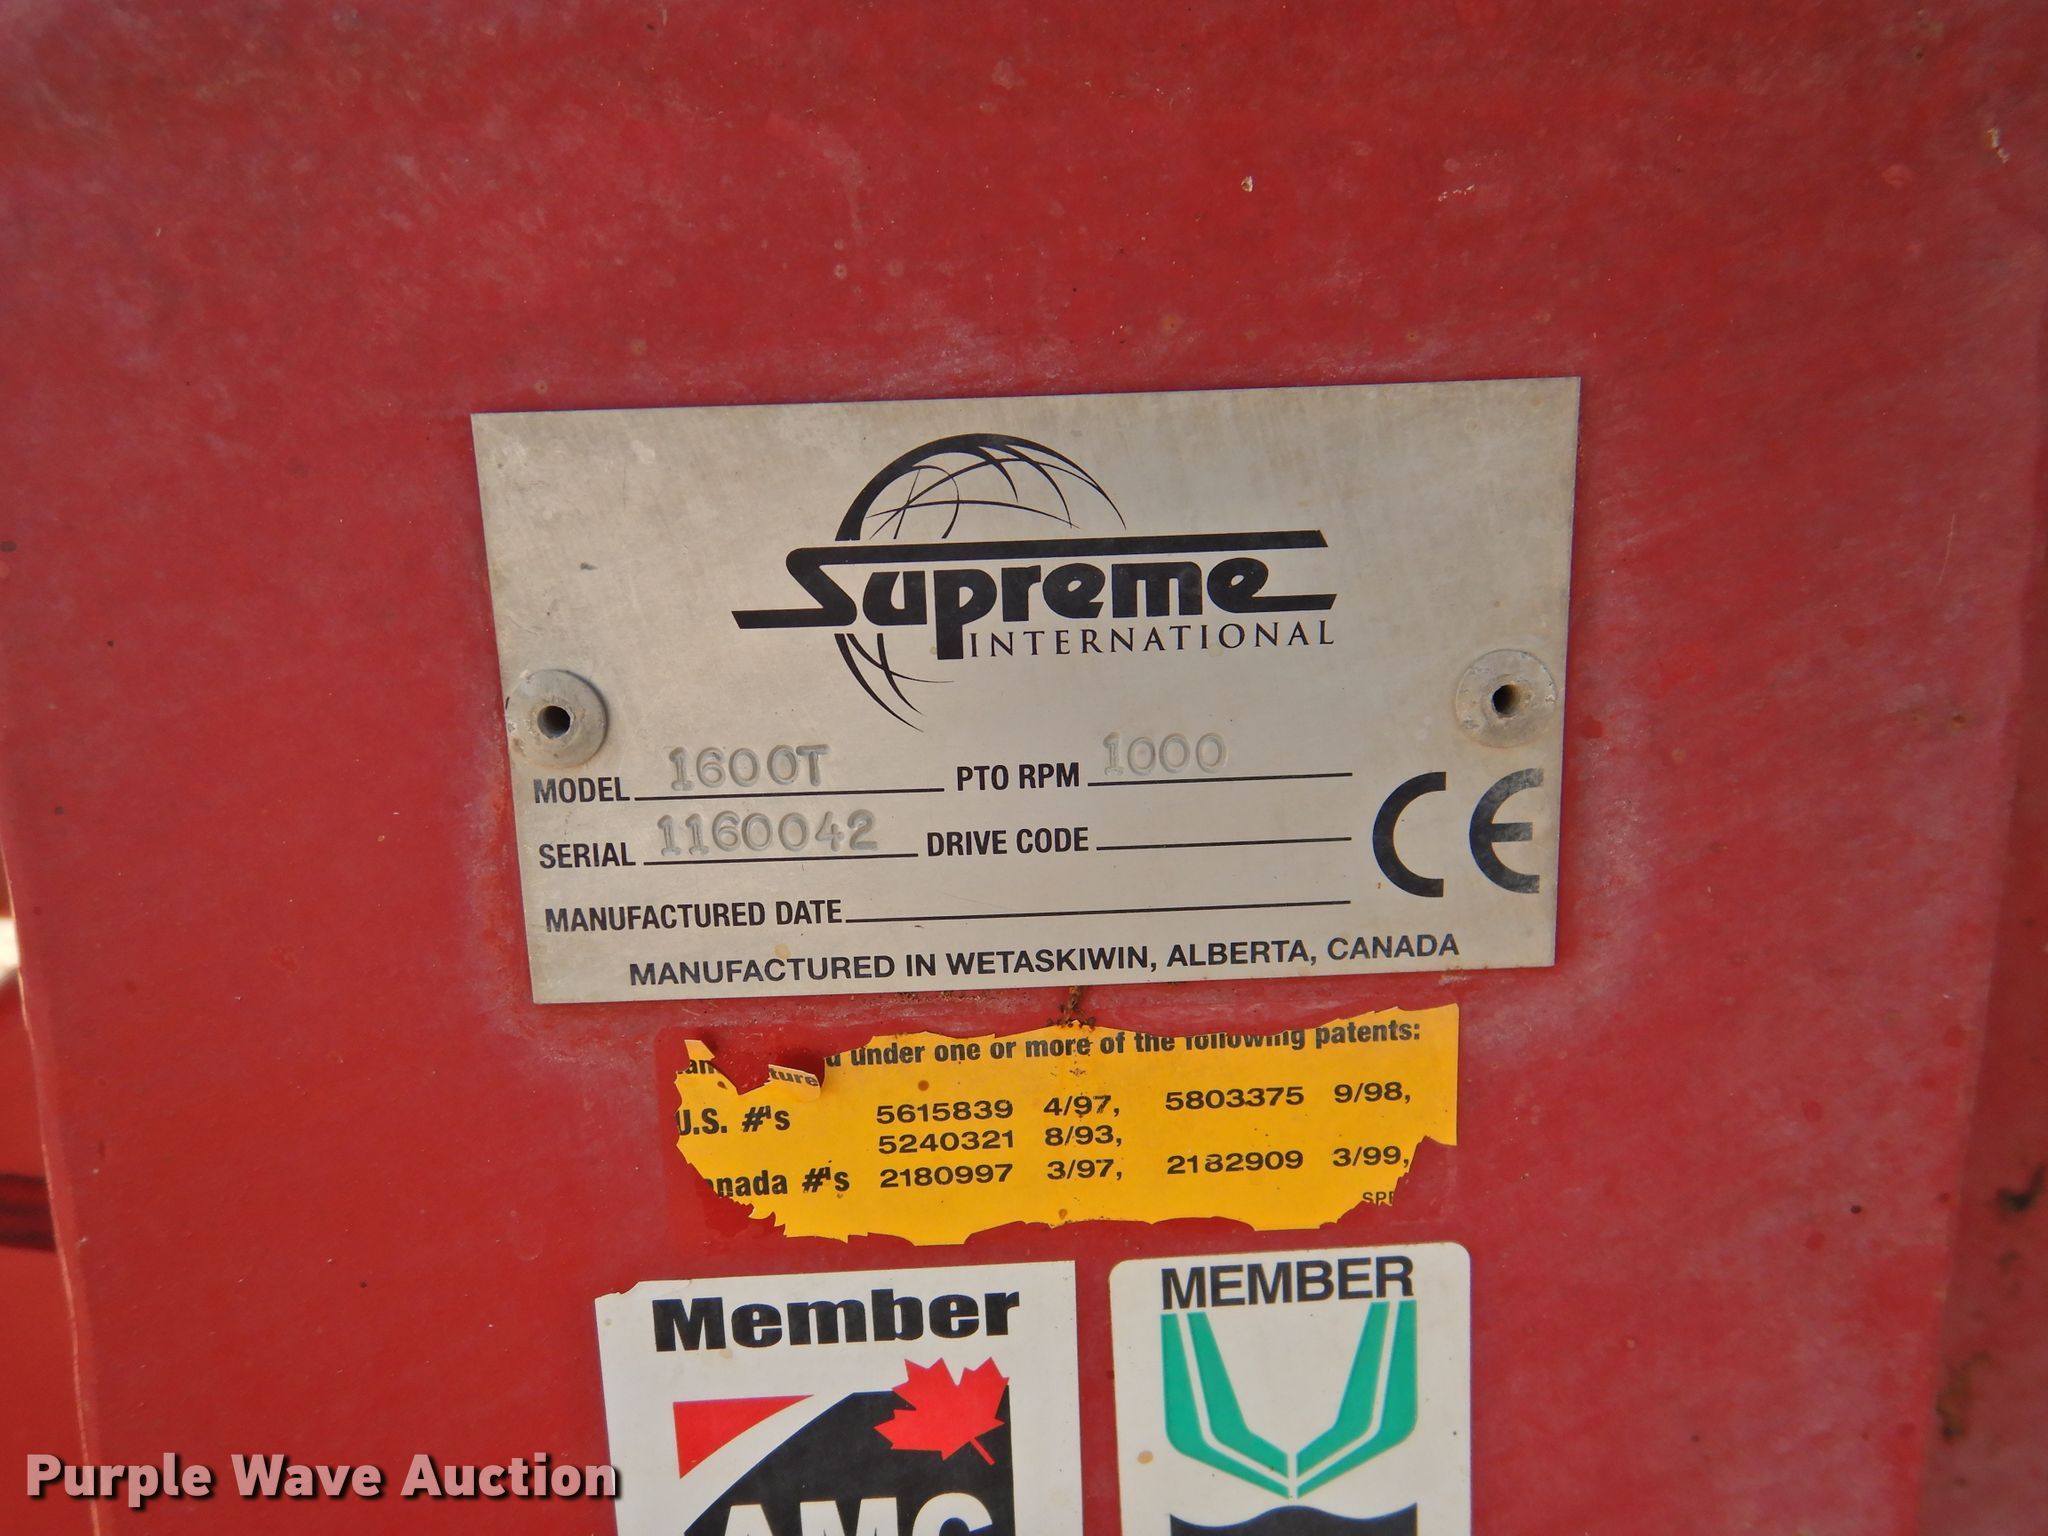 Supreme
INTERNATIONAL
MODEL 1600T PTO RPM 1000
SERIAL 1160042 DRIVE CODE
MANUFACTURED DATE
CE
MANUFACTURED IN WETASKIWIN, ALBERTA, CANADA
under one or more of the following patents:
U.S. #'s 5615839 4/97, 5803375 9/98,
5240321 8/93,
anada #'s 2180997 3/97, 2182909 3/99,
Member
MEMBER
Purple Wave Auction